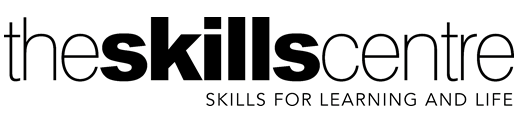 theskillscentre
SKILLS FOR LEARNING AND LIFE